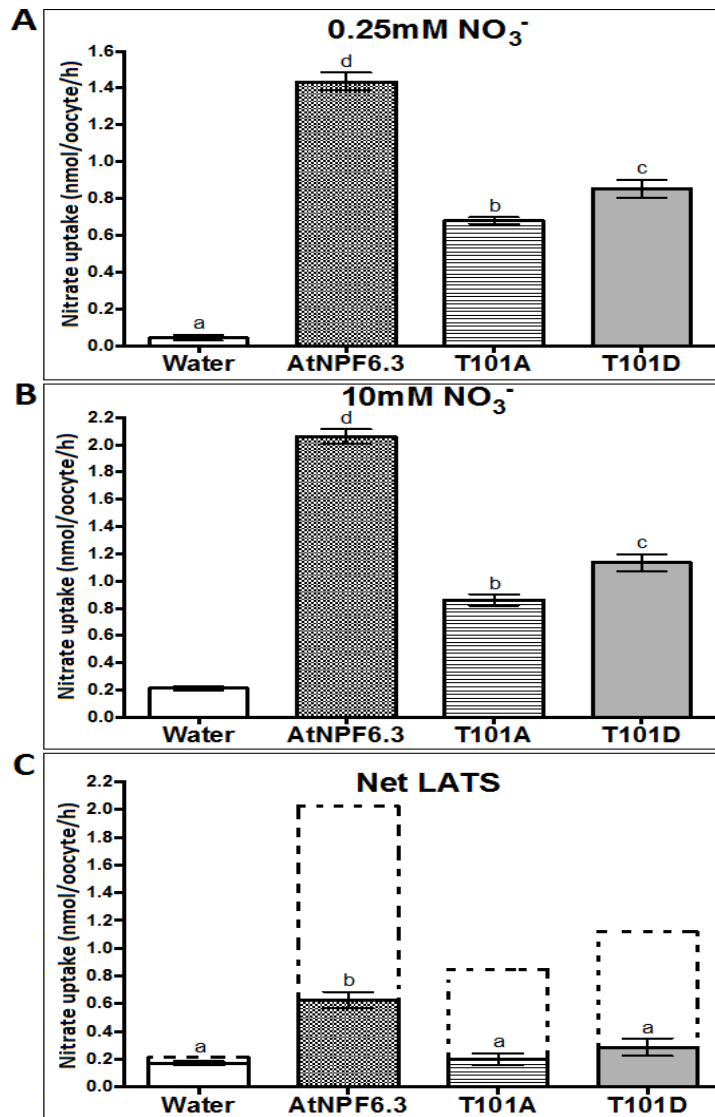 A
0.25mM NO₃⁻
Nitrate uptake (nmol/oocyte/h)
1.6
1.4
1.2
1.0
0.8
0.6
0.4
0.2
0.0
a
d
b
c
Water AtNPF6.3 T101A T101D
B
10mM NO₃⁻
Nitrate uptake (nmol/oocyte/h)
2.2
2.0
1.8
1.6
1.4
1.2
1.0
0.8
0.6
0.4
0.2
0.0
d
b
c
Water AtNPF6.3 T101A T101D
C
Net LATS
Nitrate uptake (nmol/oocyte/h)
2.2
2.0
1.8
1.6
1.4
1.2
1.0
0.8
0.6
0.4
0.2
0.0
a
b
a
a
Water AtNPF6.3 T101A T101D